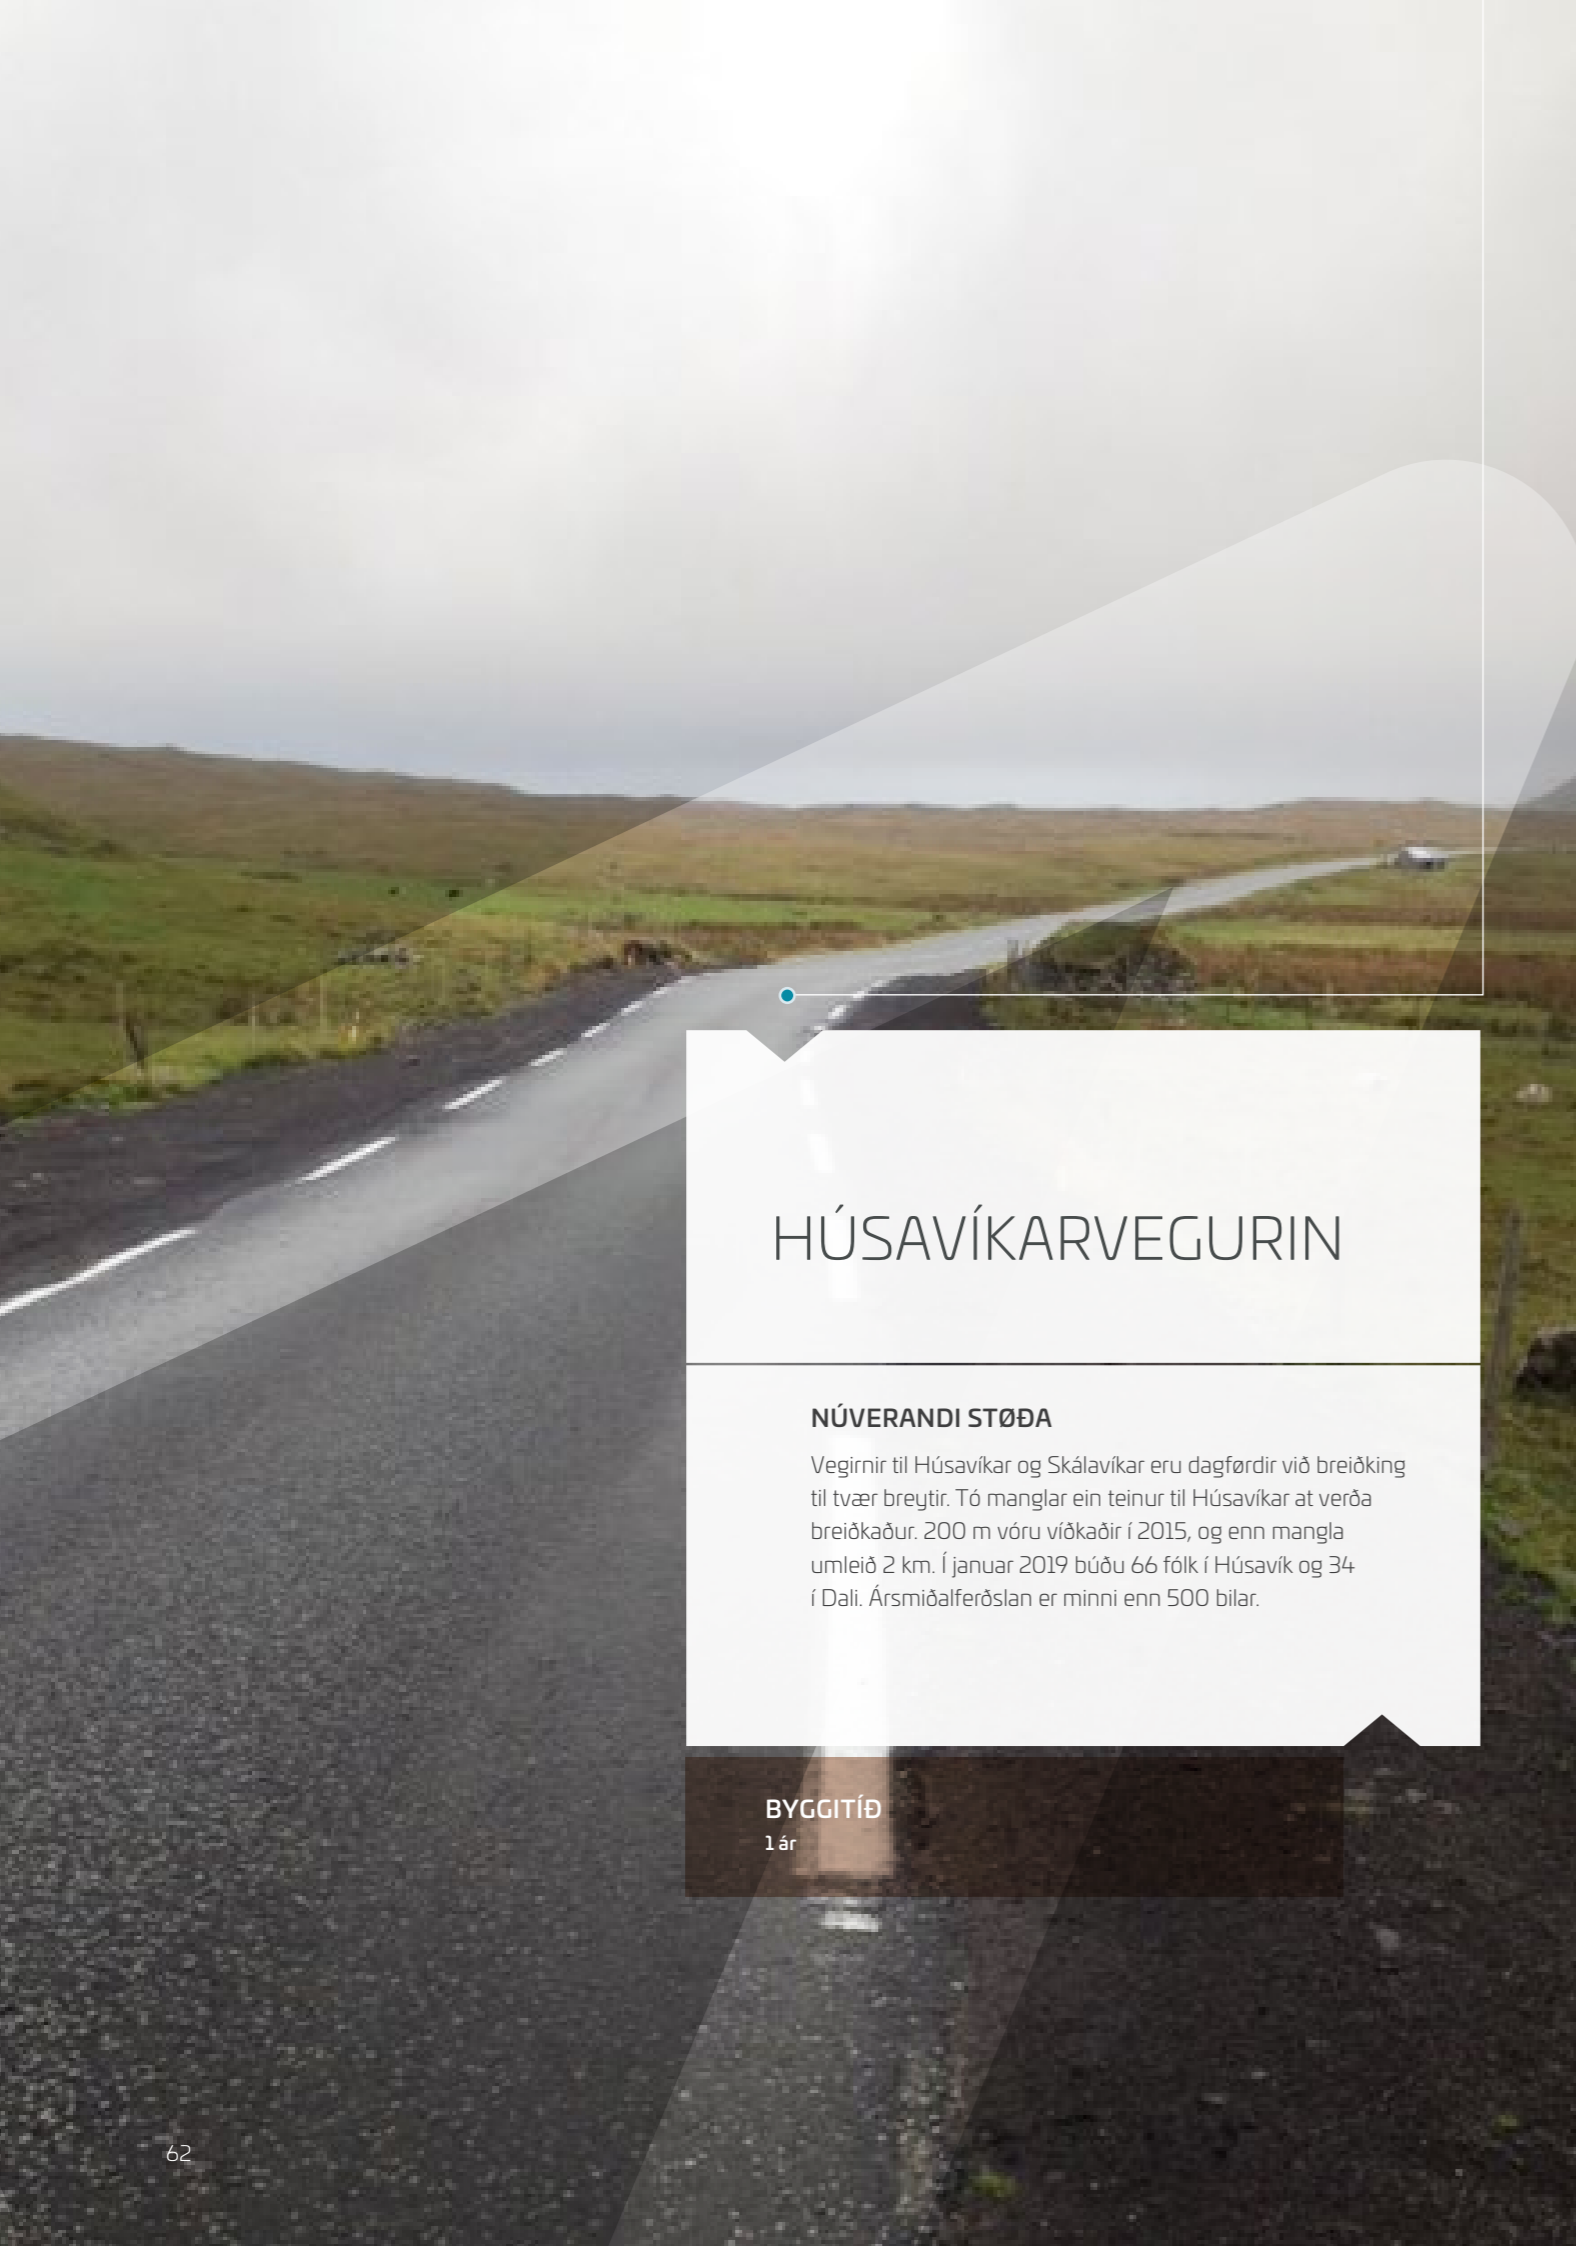 HÚSAVÍKARVEGURIN
NÚVERANDI STØÐA
Vegirnir til Húsavíkar og Skálavíkar eru dagførdir við breiðking
til tvær breytir. Tó manglar ein teinur til Húsavíkar at verða
breiðkaður. 200 m vóru víðkaðir í 2015, og enn mangla
umleið 2 km. Í januar 2019 búðu 66 fólk í Húsavík og 34
í Dali. Ársmiðalferðslan er minni enn 500 bilar.
BYGGITÍÐ
1 ár
62